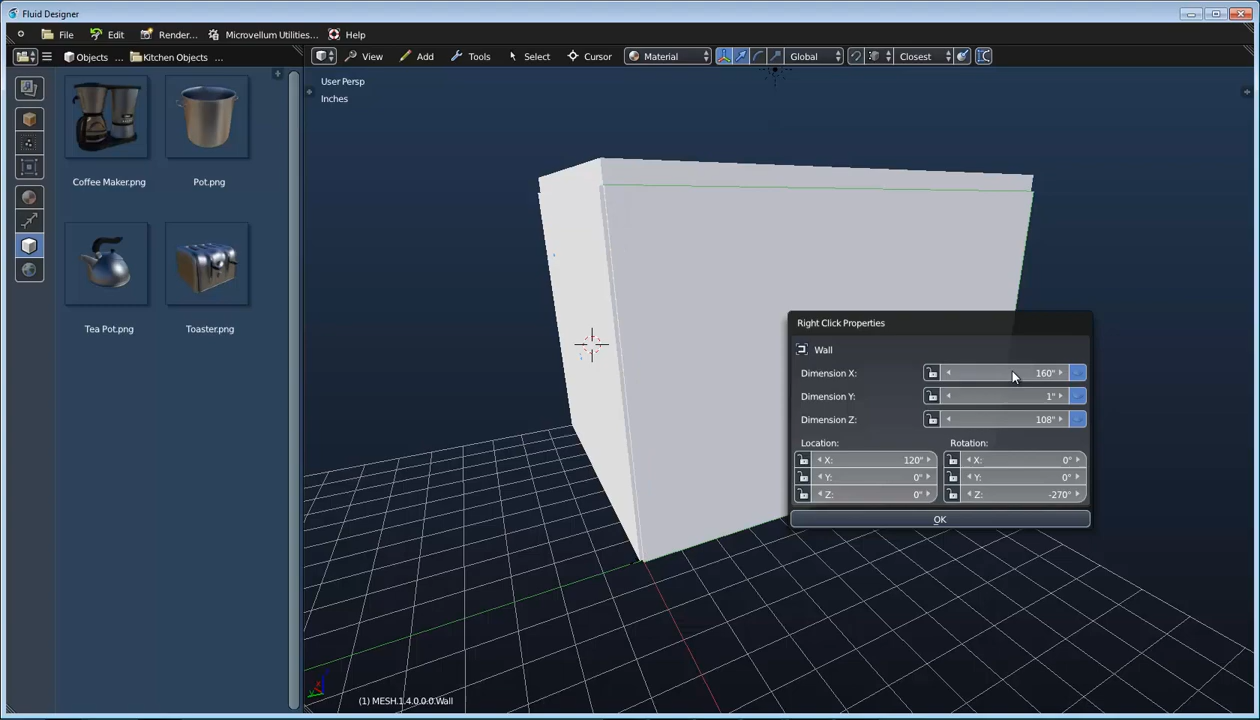 Fluid Designer
File Edit Render... Microvellum Utilities... Help
Objects ... Kitchen Objects ... View Add Tools Select Cursor Material Global Closest
User Persp
Inches
Coffee Maker.png Pot.png
Tea Pot.png Toaster.png
Right Click Properties
Wall
Dimension X: 160"
Dimension Y: 1"
Dimension Z: 108"
Location: Rotation:
X: 120" X: 0°
Y: 0" Y: 0°
Z: 0" Z: -270°
OK
(1) MESH.1.4.0.0.0.Wall